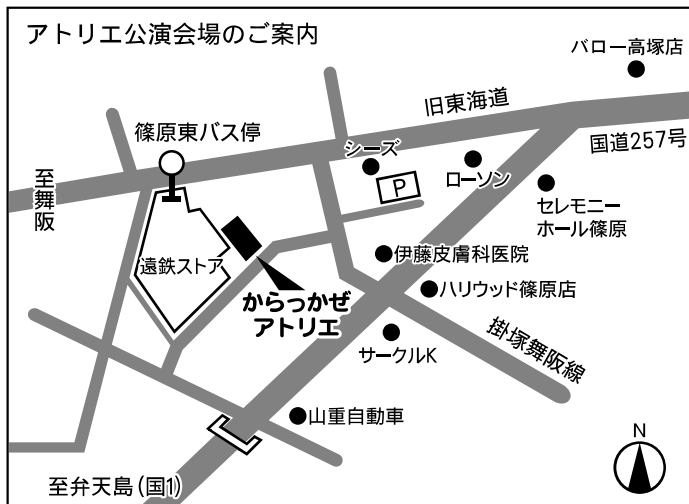 アトリエ公演会場のご案内
バロー高塚店
旧東海道
国道257号
篠原東バス停
シーズ
P
ローソン
至舞阪
セレモニー
ホール篠原
遠鉄ストア
伊藤皮膚科医院
からっかぜ
アトリエ
ハリウッド篠原店
サークルK
掛塚舞阪線
山重自動車
N
至弁天島(国1)